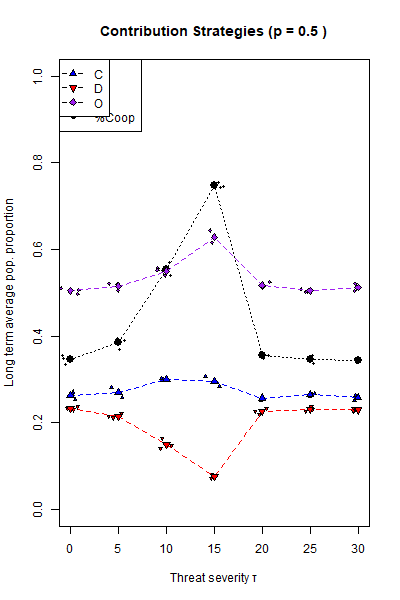 Contribution Strategies (p = 0.5 )
C
D
O
%Coop
Long term average pop. proportion
1.0
0.8
0.6
0.4
0.2
0.0
0 5 10 15 20 25 30
Threat severity τ